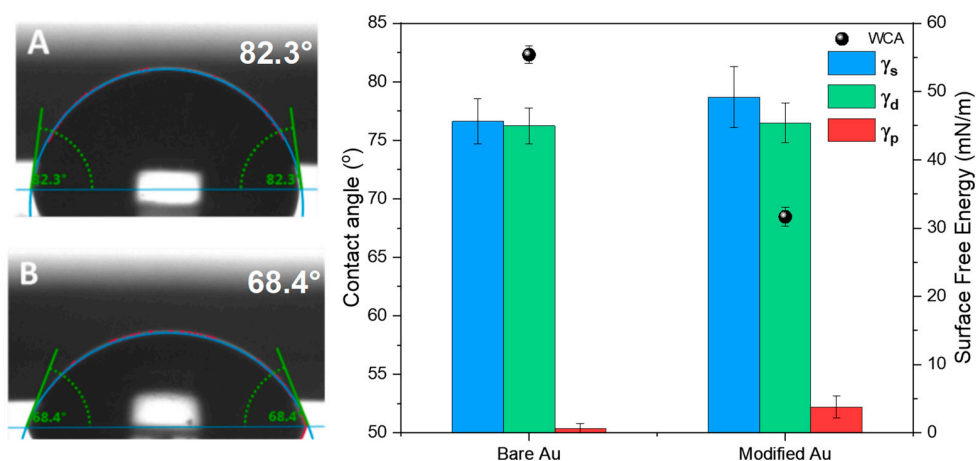 A
82.3°
82.3°
82.3
B
68.4°
68.4°
68.4
85
80
75
70
65
60
55
50
Contact angle (°)
WCA
γs
γd
γp
Bare Au
Modified Au
60
50
40
30
20
10
0
Surface Free Energy (mN/m)